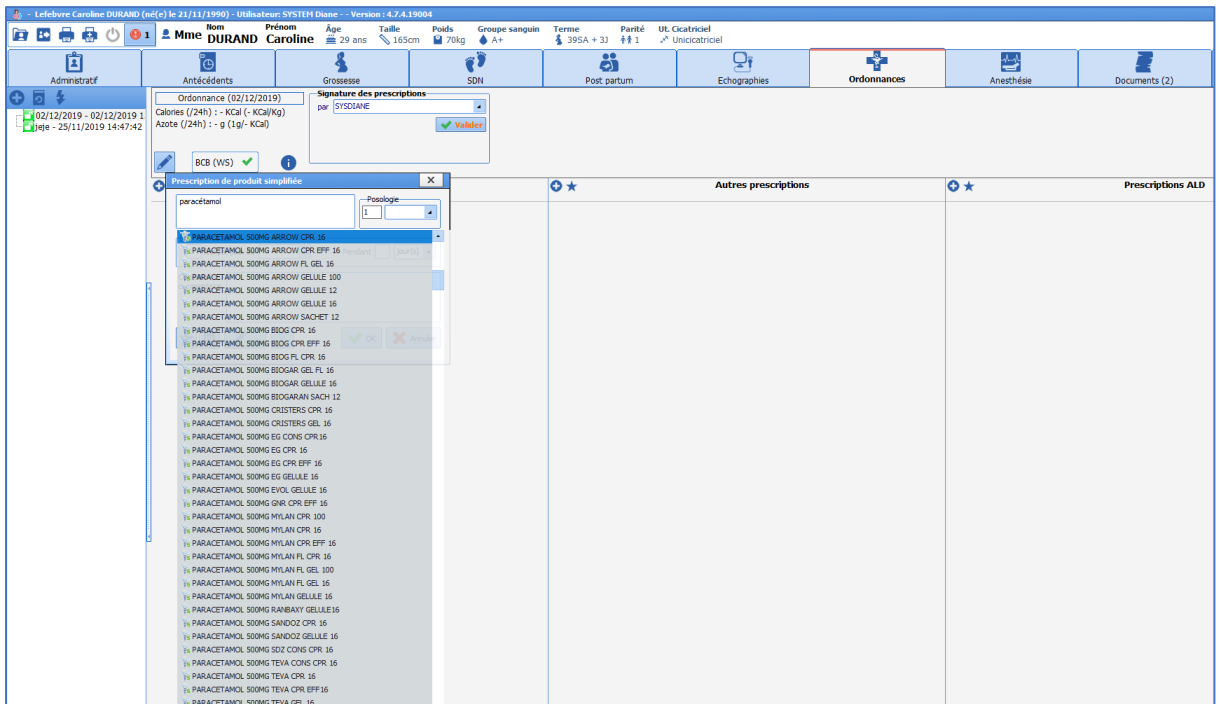 - Lefebvre Caroline DURAND (né(e) le 21/11/1990) - Utilisateur: SYSTEM Diane - - Version : 4.7.4.19004
1 Mme Nom DURAND Prénom Caroline Âge 29 ans Taille 165cm Poids 70kg Groupe sanguin A+ Terme 39SA + 3J Parité 1 Ut. Cicatriciel Unicicatriciel
Administratif Antécédents Grossesse SDN Post partum Echographies Ordonnances Anesthésie Documents (2)
02/12/2019 - 02/12/2019 1
jeje - 25/11/2019 14:47:42
Ordonnance (02/12/2019)
Calories (/24h) : - KCal (- KCal/Kg)
Azote (/24h) : - g (1g/- KCal)
Signature des prescriptions
par SYSDIANE
Valider
BCB (WS)
Prescription de produit simplifiée X
Autres prescriptions
Prescriptions ALD
paracétamol
Posologie
1
PARACETAMOL 500MG ARROW CPR 16
PARACETAMOL 500MG ARROW CPR EFF 16
Pendant jour(s)
PARACETAMOL 500MG ARROW FL GEL 16
PARACETAMOL 500MG ARROW GELULE 100
PARACETAMOL 500MG ARROW GELULE 12
PARACETAMOL 500MG ARROW GELULE 16
PARACETAMOL 500MG ARROW SACHET 12
PARACETAMOL 500MG BIOG CPR 16
PARACETAMOL 500MG BIOG CPR EFF 16
OK Annuler
PARACETAMOL 500MG BIOG FL CPR 16
PARACETAMOL 500MG BIOGAR GEL FL 16
PARACETAMOL 500MG BIOGAR GELULE 16
PARACETAMOL 500MG BIOGARAN SACH 12
PARACETAMOL 500MG CRISTERS CPR 16
PARACETAMOL 500MG CRISTERS GEL 16
PARACETAMOL 500MG EG CONS CPR16
PARACETAMOL 500MG EG CPR 16
PARACETAMOL 500MG EG CPR EFF 16
PARACETAMOL 500MG EG GELULE 16
PARACETAMOL 500MG EVOL GELULE 16
PARACETAMOL 500MG GNR CPR EFF 16
PARACETAMOL 500MG MYLAN CPR 100
PARACETAMOL 500MG MYLAN CPR 16
PARACETAMOL 500MG MYLAN CPR EFF 16
PARACETAMOL 500MG MYLAN FL CPR 16
PARACETAMOL 500MG MYLAN FL GEL 100
PARACETAMOL 500MG MYLAN FL GEL 16
PARACETAMOL 500MG MYLAN GELULE 16
PARACETAMOL 500MG RANBAXY GELULE16
PARACETAMOL 500MG SANDOZ CPR 16
PARACETAMOL 500MG SANDOZ GELULE 16
PARACETAMOL 500MG SDZ CONS CPR 16
PARACETAMOL 500MG TEVA CONS CPR 16
PARACETAMOL 500MG TEVA CPR 16
PARACETAMOL 500MG TEVA CPR EFF16
PARACETAMOL 500MG TEVA GEL 16